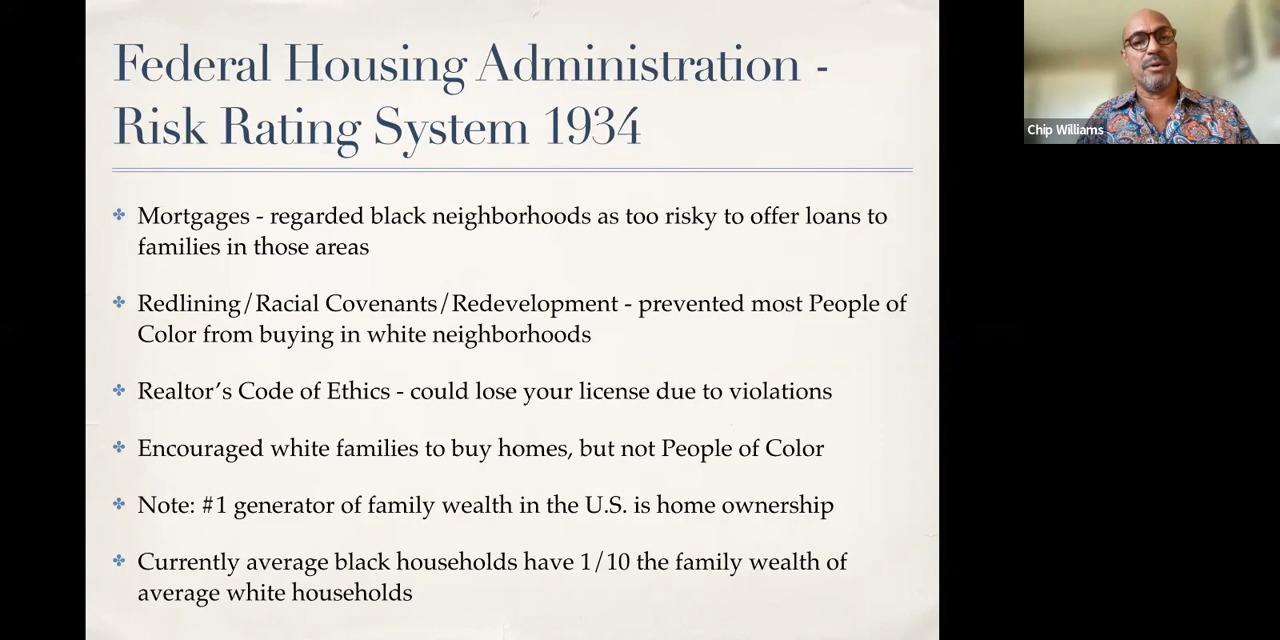 Federal Housing Administration -
Risk Rating System 1934
Mortgages - regarded black neighborhoods as too risky to offer loans to
families in those areas
Redlining/Racial Covenants/Redevelopment - prevented most People of
Color from buying in white neighborhoods
Realtor’s Code of Ethics - could lose your license due to violations
Encouraged white families to buy homes, but not People of Color
Note: #1 generator of family wealth in the U.S. is home ownership
Currently average black households have 1/10 the family wealth of
average white households
Chip Williams